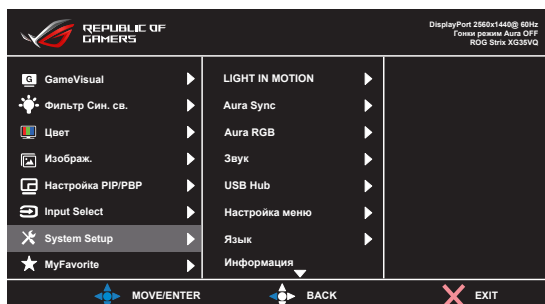 REPUBLIC OF
GAMERS
DisplayPort 2560x1440@ 60Hz
Гонки режим Aura OFF
ROG Strix XG35VQ
G GameVisual
Фильтр Син. св.
Цвет
Изображ.
Настройка PIP/PBP
Input Select
System Setup
MyFavorite
LIGHT IN MOTION
Aura Sync
Aura RGB
Звук
USB Hub
Настройка меню
Язык
Информация
MOVE/ENTER
BACK
EXIT